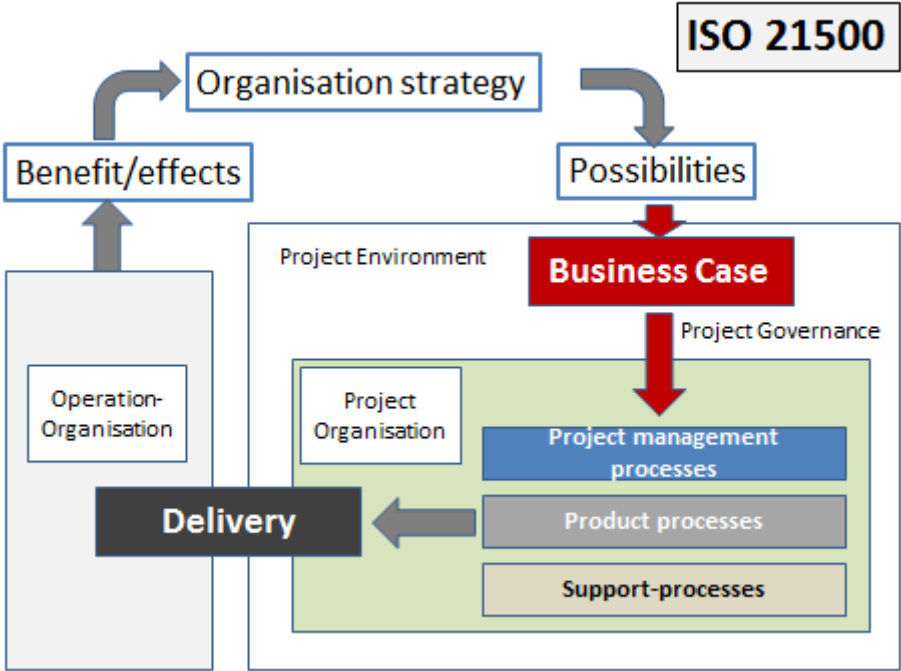 ISO 21500
Organisation strategy
Benefit/effects
Possibilities
Project Environment
Business Case
Project Governance
Operation-
Organisation
Project
Organisation
Project management
processes
Delivery
Product processes
Support-processes